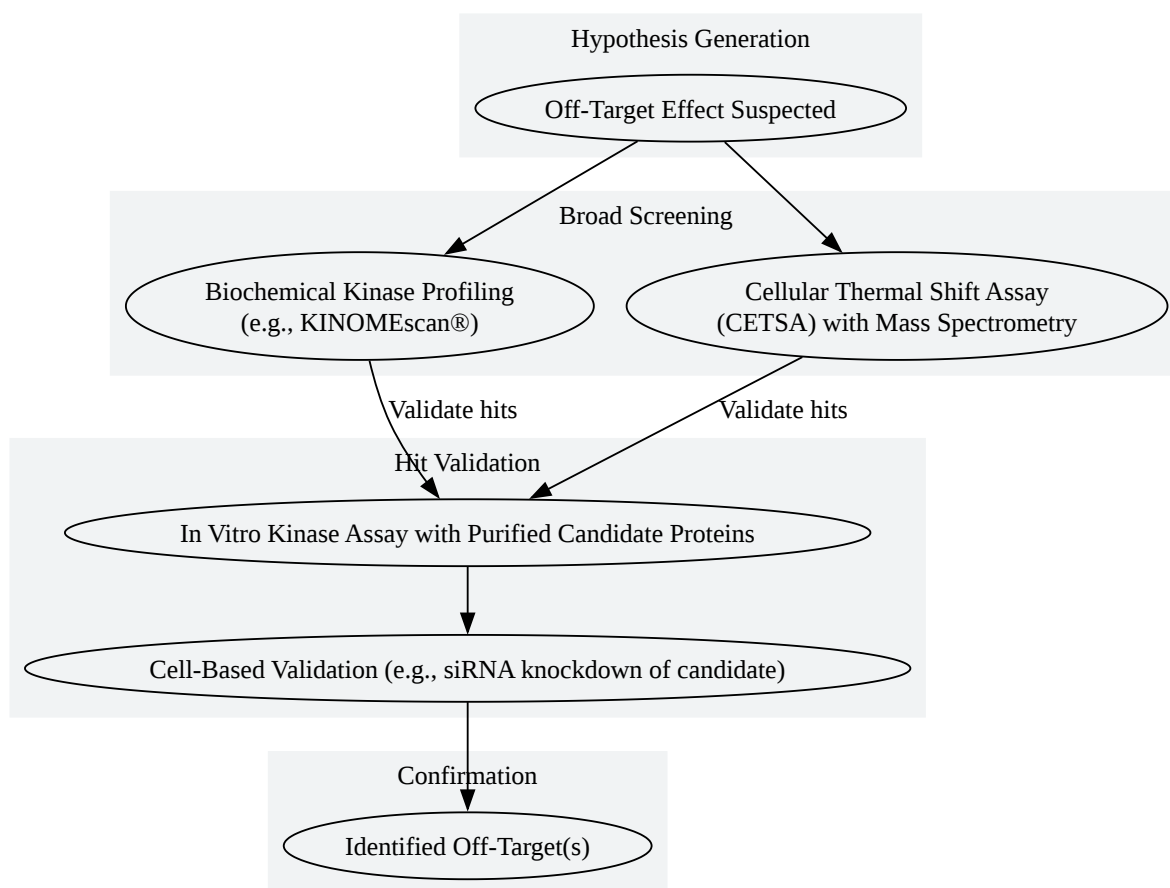 Hypothesis Generation
Off-Target Effect Suspected
Broad Screening
Biochemical Kinase Profiling
(e.g., KINOMEscan®)
Cellular Thermal Shift Assay
(CETSA) with Mass Spectrometry
Validate hits
Validate hits
Hit Validation
In Vitro Kinase Assay with Purified Candidate Proteins
Cell-Based Validation (e.g., siRNA knockdown of candidate)
Confirmation
Identified Off-Target(s)